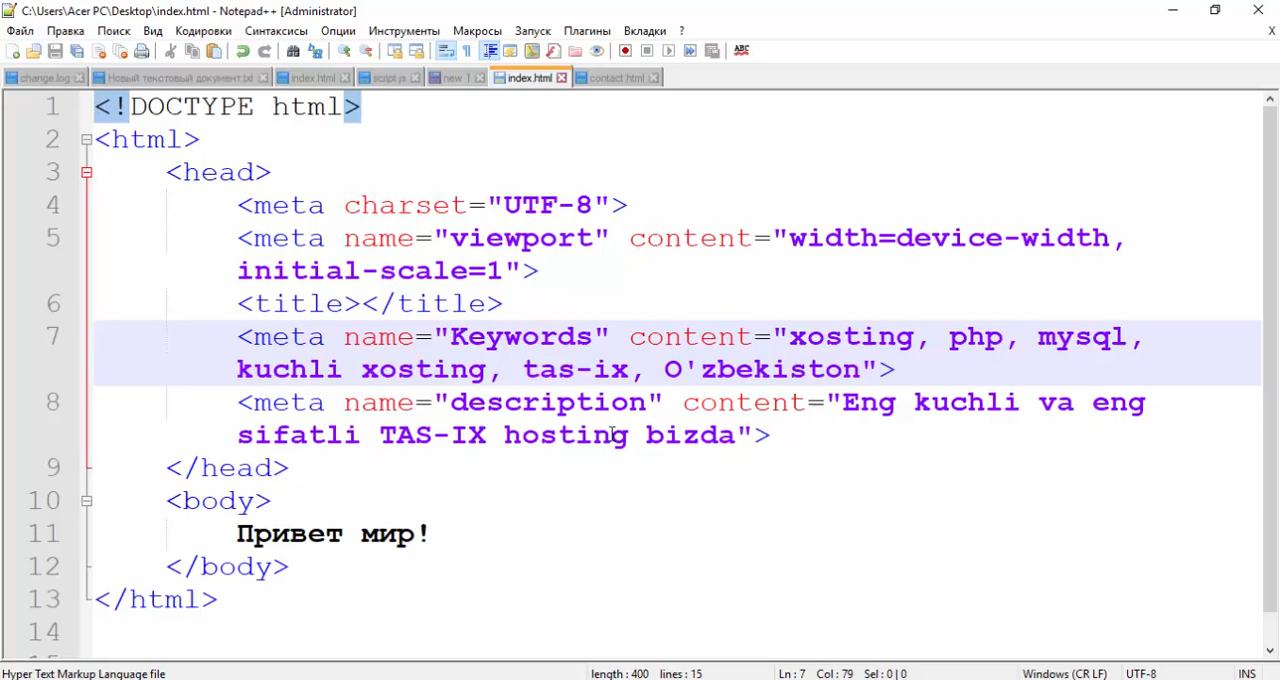 C:\Users\Acer PC\Desktop\index.html - Notepad++ [Administrator]
Файл Правка Поиск Вид Кодировки Синтаксисы Опции Инструменты Макросы Запуск Плагины Вкладки ? X
ABC
change.log Новый текстовый документ.txt index.html script.js new 1 index.html contact.html
1 <!DOCTYPE html>
2 <html>
3 <head>
4 <meta charset="UTF-8">
5 <meta name="viewport" content="width=device-width,
initial-scale=1">
6 <title></title>
7 <meta name="Keywords" content="xosting, php, mysql,
kuchli xosting, tas-ix, O'zbekiston">
8 <meta name="description" content="Eng kuchli va eng
sifatli TAS-IX hosting bizda">
9 </head>
10 <body>
11 Привет мир!
12 </body>
13 </html>
14
Hyper Text Markup Language file length : 400 lines : 15 Ln : 7 Col : 79 Sel : 0 | 0 Windows (CR LF) UTF-8 INS